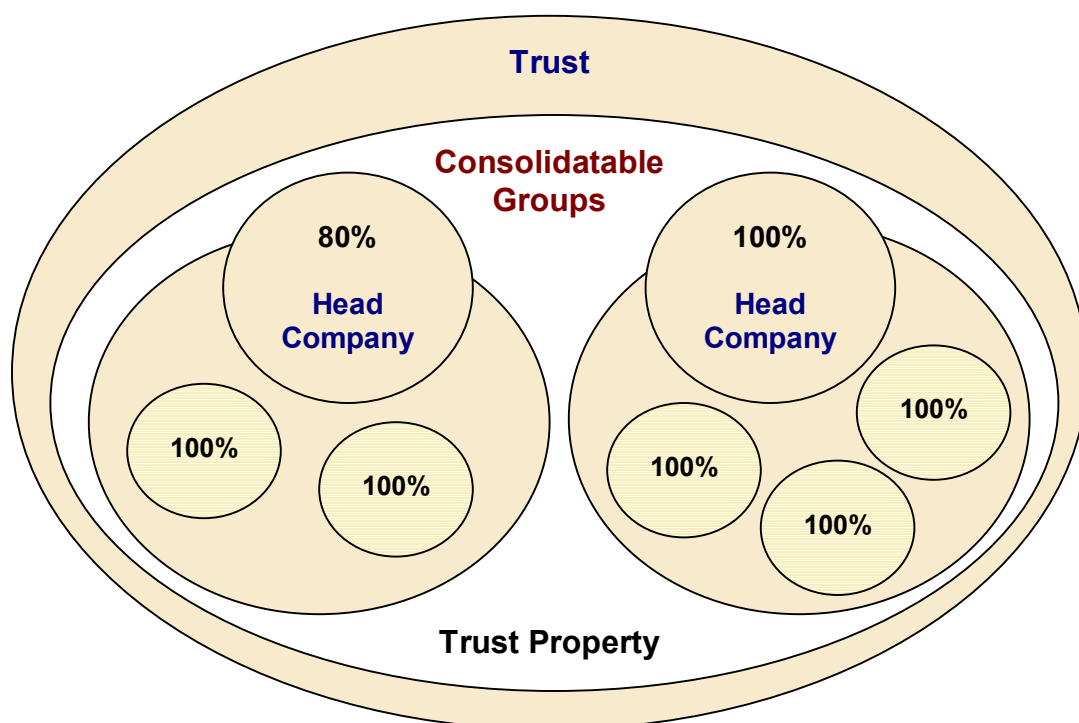 Trust
Consolidatable
Groups
80%
Head
Company
100%
Head
Company
100%
100%
100%
100%
100%
Trust Property